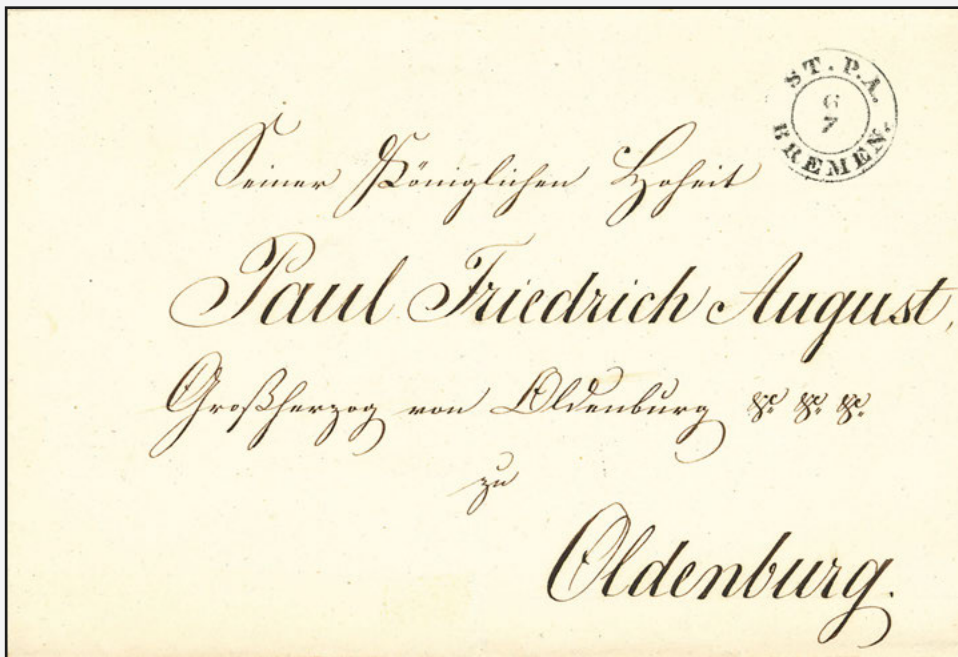 ST. P. A.
6
7
BREMEN.
Seiner Königlichen Hoheit
Paul Friedrich August,
Großherzog von Oldenburg &c. &c. &c.
zu
Oldenburg.